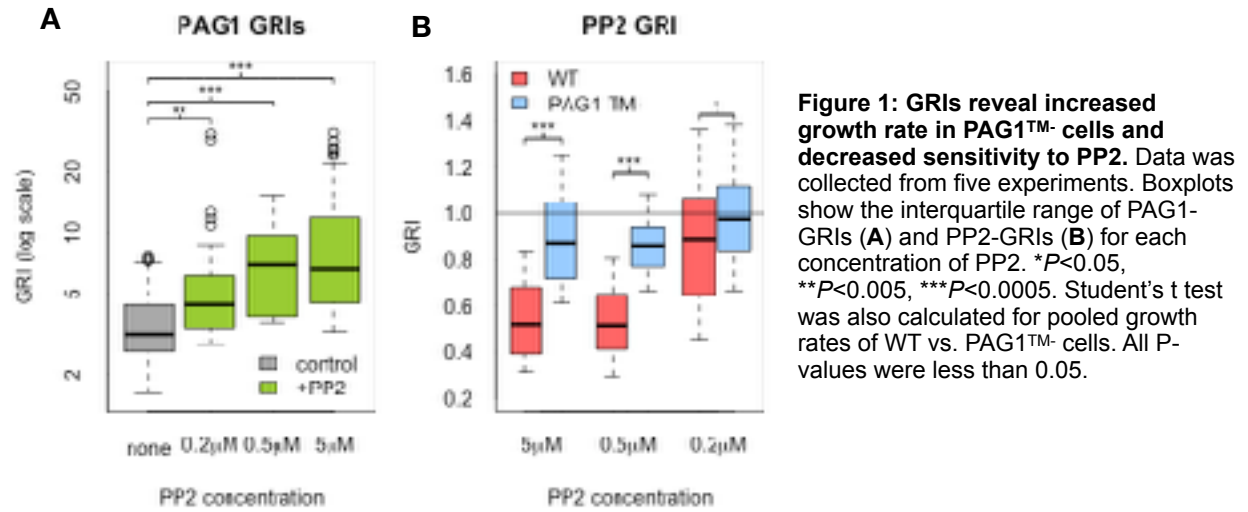 A
PAG1 GRIs
GRI (log scale)
50
20
10
5
2
***
***
**
control
+PP2
none 0.2µM 0.5µM 5µM
PP2 concentration
B
PP2 GRI
GRI
1.6
1.4
1.2
1.0
0.8
0.6
0.4
0.2
WT
PAG1 TM
***
***
5µM 0.5µM 0.2µM
PP2 concentration
Figure 1: GRIs reveal increased
growth rate in PAG1TM- cells and
decreased sensitivity to PP2. Data was
collected from five experiments. Boxplots
show the interquartile range of PAG1-
GRIs (A) and PP2-GRIs (B) for each
concentration of PP2. *P<0.05,
**P<0.005, ***P<0.0005. Student’s t test
was also calculated for pooled growth
rates of WT vs. PAG1TM- cells. All P-
values were less than 0.05.